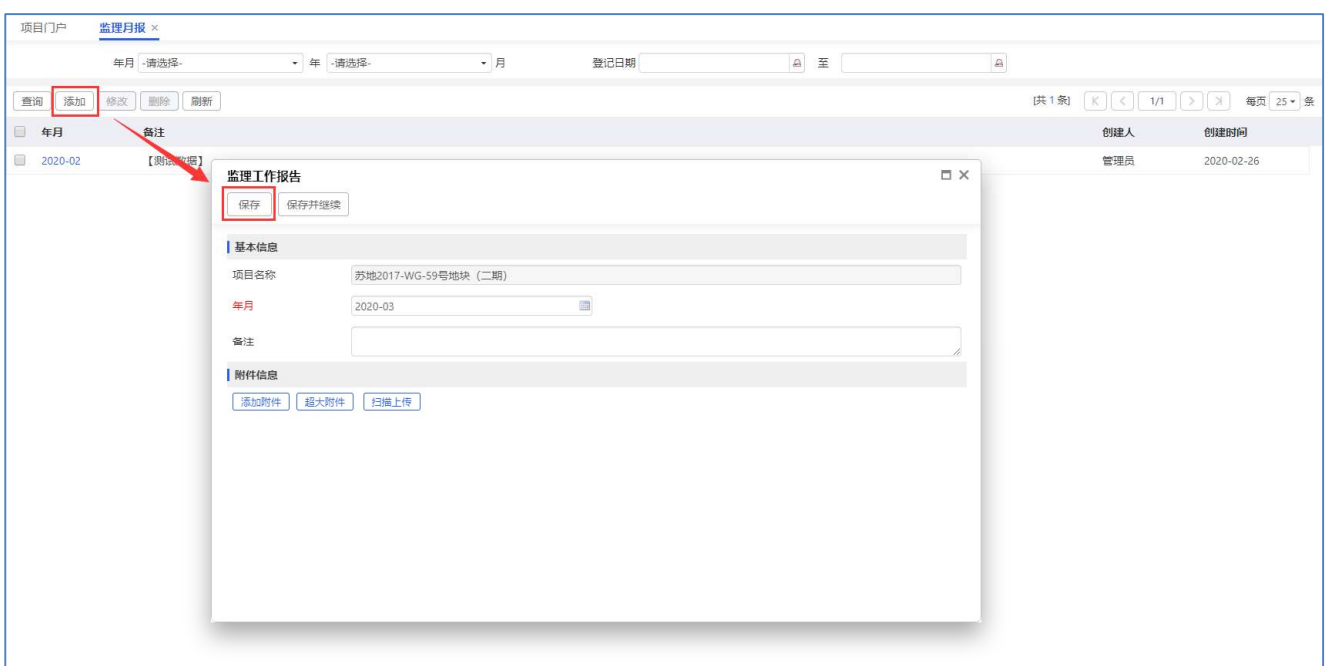 项目门户 监理月报 ×
年月 -请选择- 年 -请选择- 月 登记日期 至
查询 添加 修改 删除 刷新 [共 1 条] 1/1 每页 25 条
年月 备注 创建人 创建时间
2020-02 【测试数据】 管理员 2020-02-26
监理工作报告
保存 保存并继续
基本信息
项目名称 苏地2017-WG-59号地块（二期）
年月 2020-03
备注
附件信息
添加附件 超大附件 扫描上传